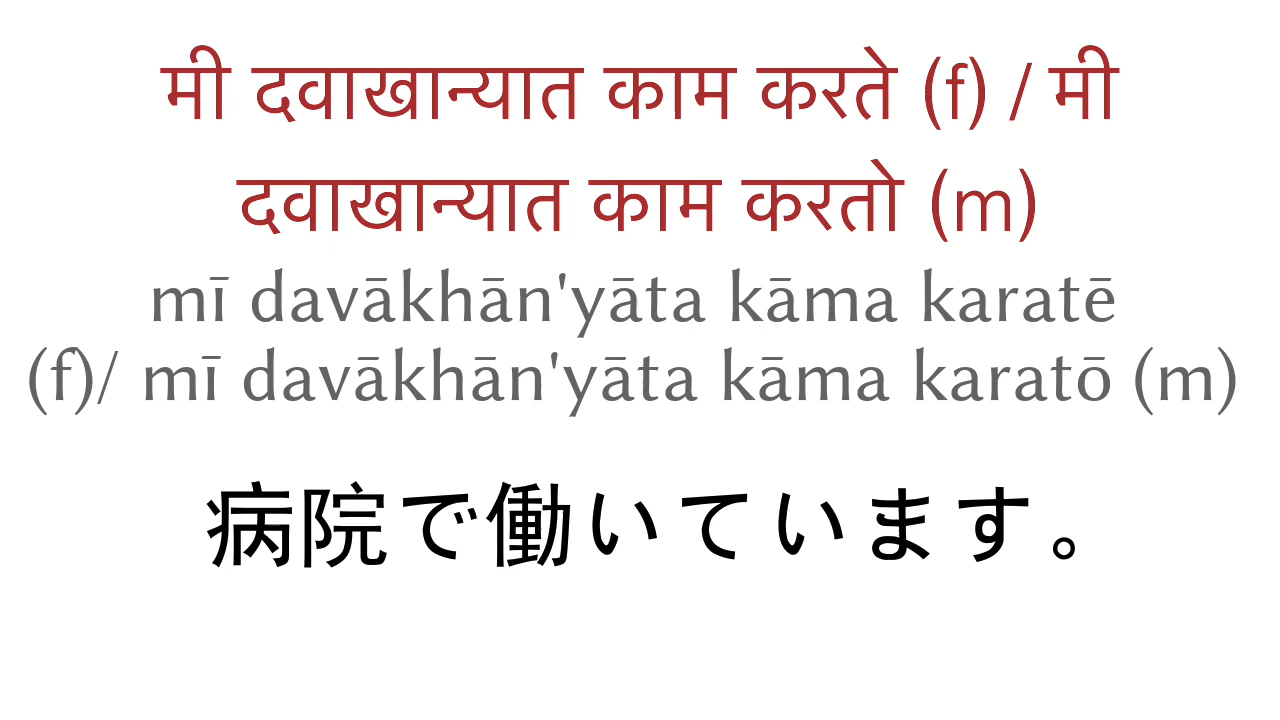 मी दवाखान्यात काम करते (f) / मी
दवाखान्यात काम करतो (m)
mī davākhān'yāta kāma karatē
(f)/ mī davākhān'yāta kāma karatō (m)
病院で働いています。